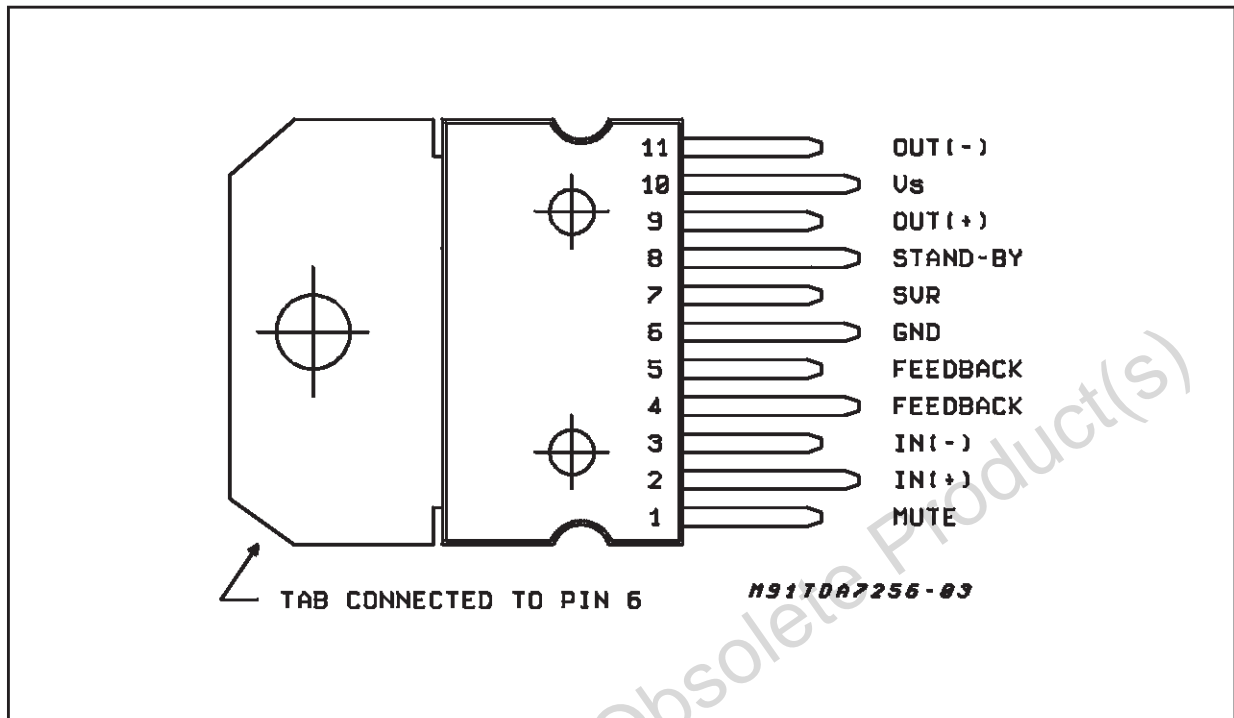 11 OUT(-)
10 Vs
9 OUT(+)
8 STAND-BY
7 SVR
6 GND
5 FEEDBACK
4 FEEDBACK
3 IN(-)
2 IN(+)
1 MUTE
TAB CONNECTED TO PIN 6
M91TDA7256-03
Obsolete Product(s)